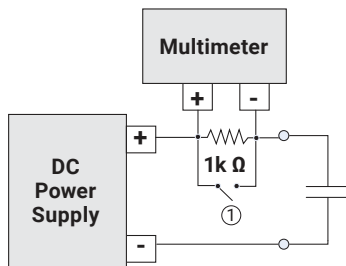 Multimeter
+ -
+
1k Ω
DC
Power
Supply
①
-